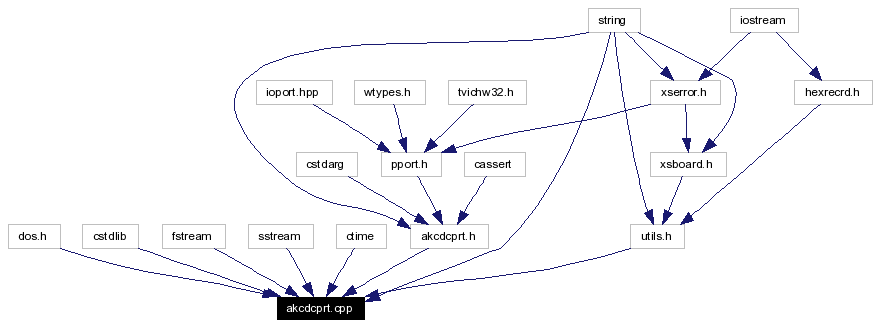 string
iostream
ioport.hpp
wtypes.h
tvichw32.h
xserror.h
hexrecrd.h
cstdarg
pport.h
cassert
xsboard.h
dos.h
cstdlib
fstream
sstream
ctime
akcdcprt.h
utils.h
akcdcprt.cpp